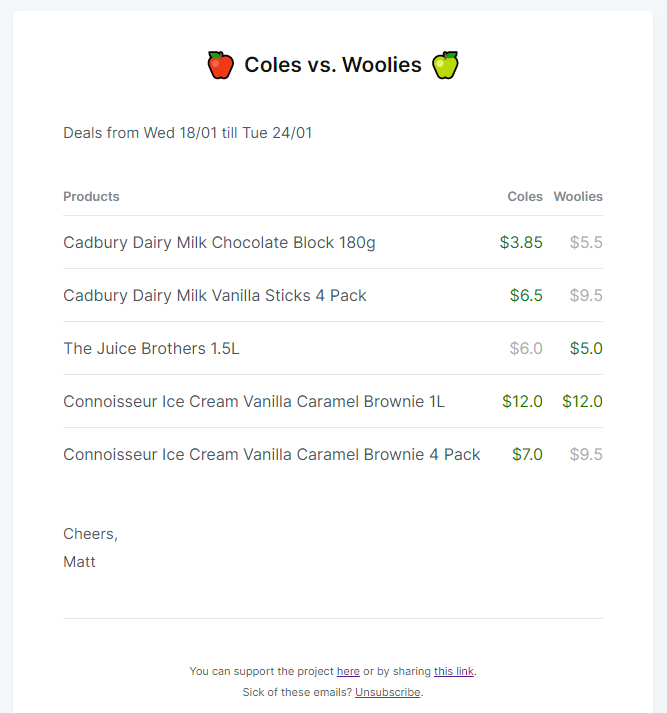 Coles vs. Woolies
Deals from Wed 18/01 till Tue 24/01
Products Coles Woolies
Cadbury Dairy Milk Chocolate Block 180g $3.85 $5.5
Cadbury Dairy Milk Vanilla Sticks 4 Pack $6.5 $9.5
The Juice Brothers 1.5L $6.0 $5.0
Connoisseur Ice Cream Vanilla Caramel Brownie 1L $12.0 $12.0
Connoisseur Ice Cream Vanilla Caramel Brownie 4 Pack $7.0 $9.5
Cheers,
Matt
You can support the project here or by sharing this link.
Sick of these emails? Unsubscribe.